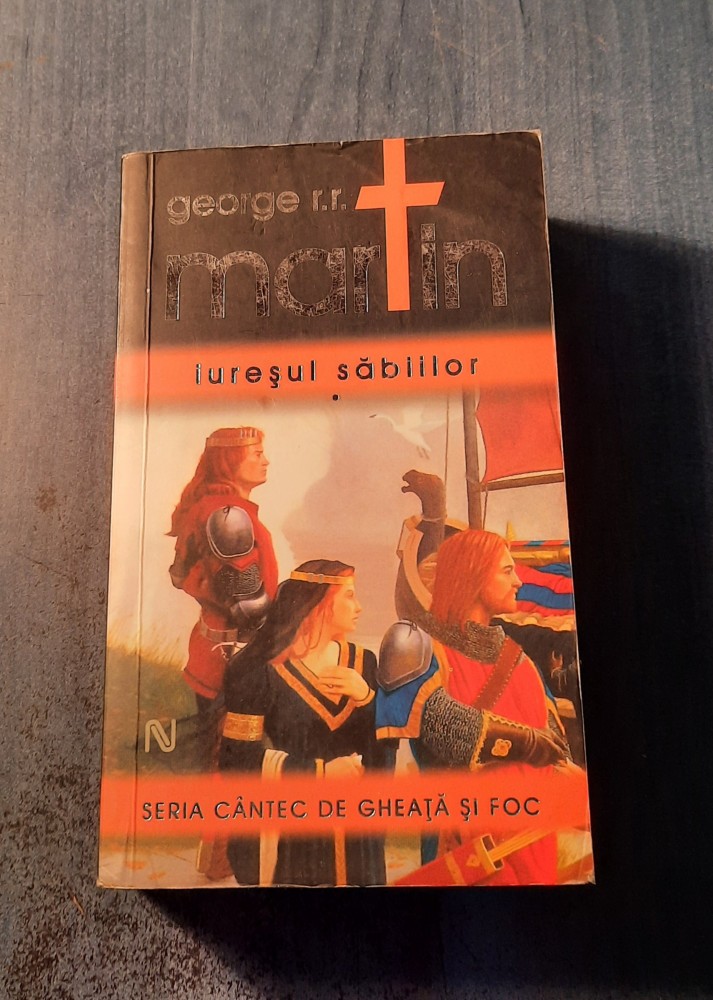 george r.r.
martin
iureşul săbiilor
N
SERIA CÂNTEC DE GHEAŢĂ ŞI FOC